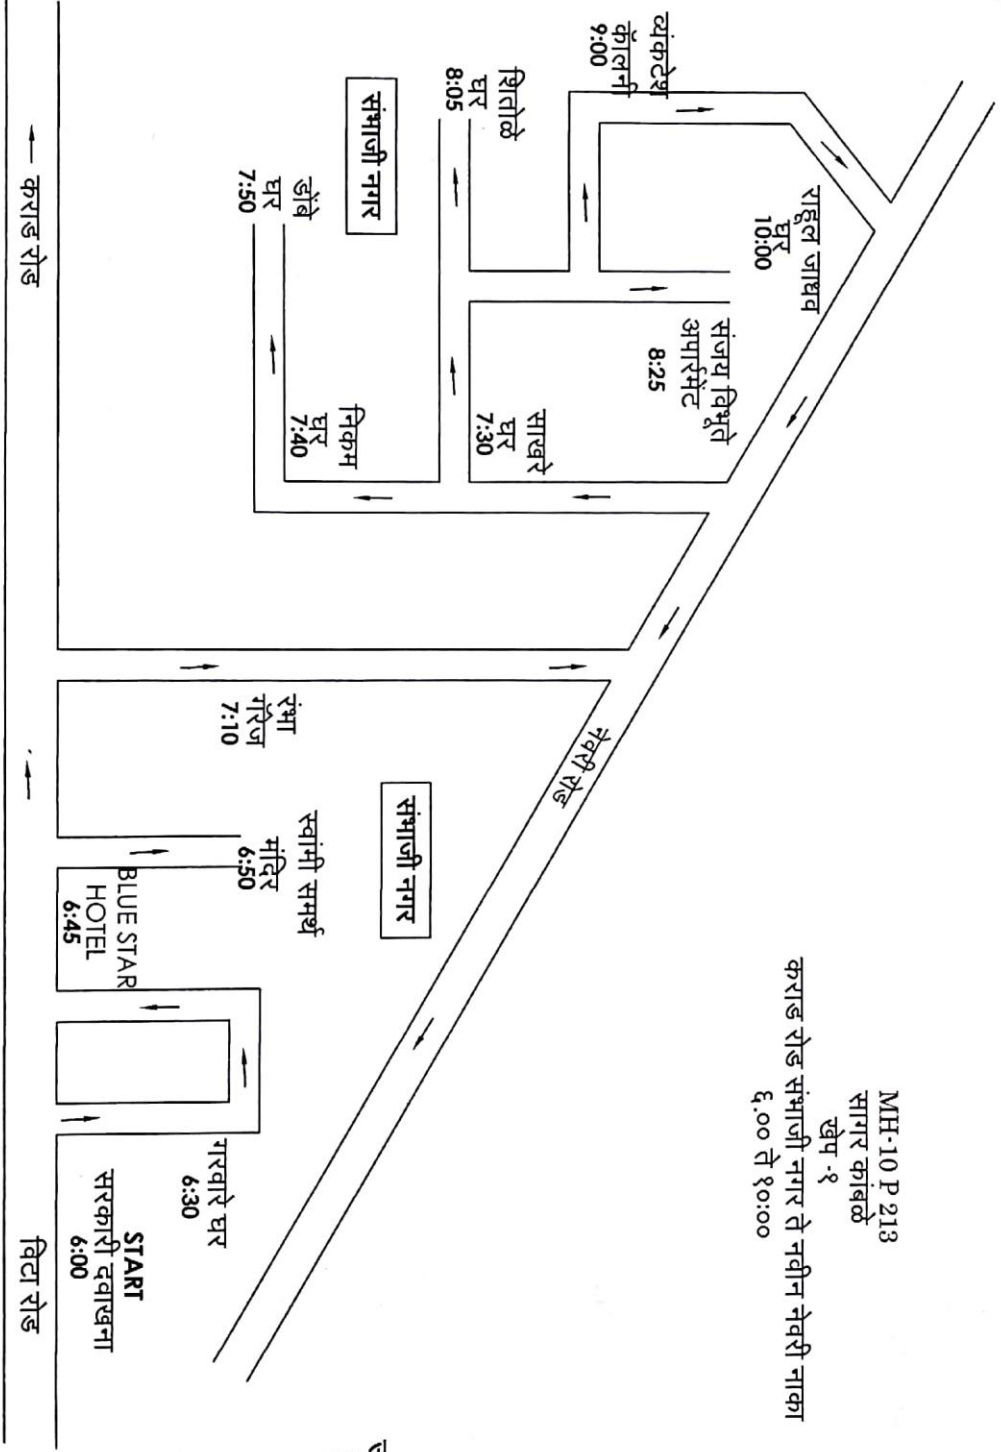 MH-10 P 213
सागर कांबळे
खेप -१
कराड रोड संभाजी नगर ते नवीन नेवरी नाका
६.०० ते १०:००
व्यंकटेश
कॉलनी
9:00
राहूल जाधव
घर
10:00
शितोळे
घर
8:05
संजय विभूते
अपार्समेंट
8:25
संभाजी नगर
डोंबे
घर
7:50
साखरे
घर
7:30
निकम
घर
7:40
← कराड रोड
नेवरी रोड
रंभा
गॅरेज
7:10
संभाजी नगर
स्वांमी समर्थ
मंदिर
6:50
BLUE STAR
HOTEL
6:45
गरवारे घर
6:30
START
सरकारी दवाखना
6:00
विटा रोड